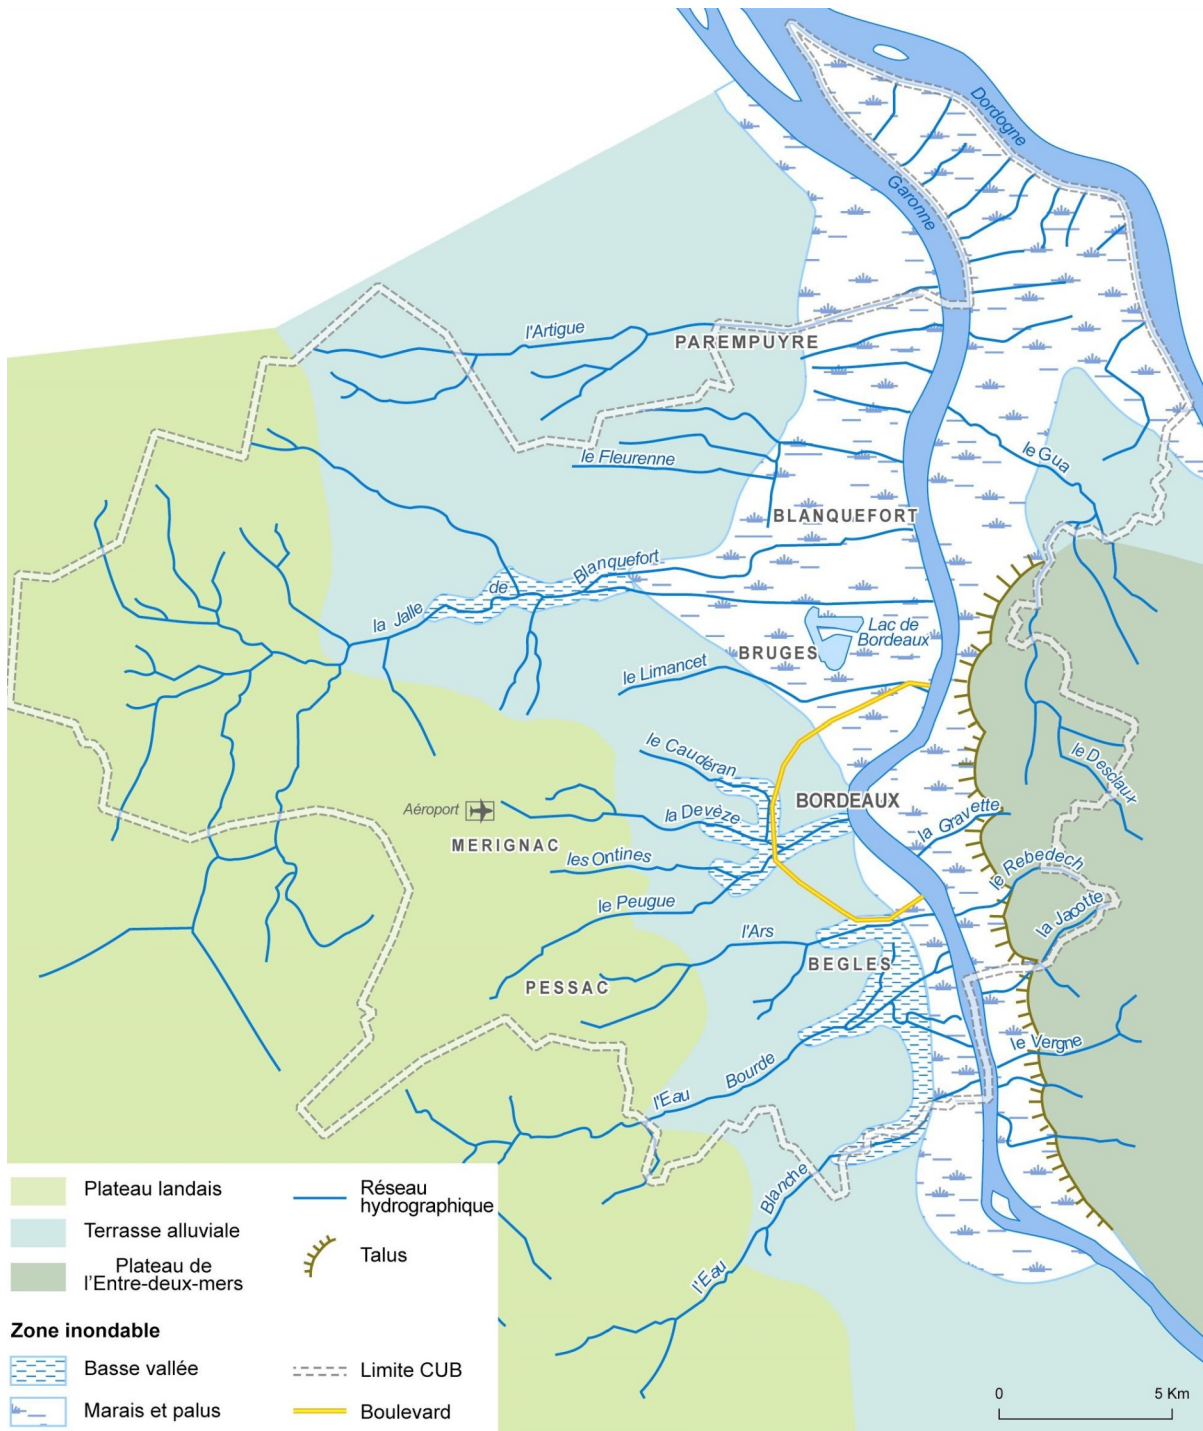 Dordogne
Garonne
l'Artigue
PAREMPUYRE
le Fleurenne
le Gua
BLANQUEFORT
la Jalle
de
Blanquefort
Lac de
Bordeaux
BRUGES
le Limancet
le Caudéran
le Desclaux
Aéroport
la Devèze
BORDEAUX
la Gravette
MERIGNAC
les Ontines
le Rebedech
le Peugue
la Jacotte
l'Ars
BEGLES
PESSAC
le Vergne
l'Eau
Bourde
l'Eau
Blanche
Plateau landais
Terrasse alluviale
Plateau de
l'Entre-deux-mers
Réseau
hydrographique
Talus
Zone inondable
Basse vallée
Marais et palus
Limite CUB
Boulevard
0 5 Km